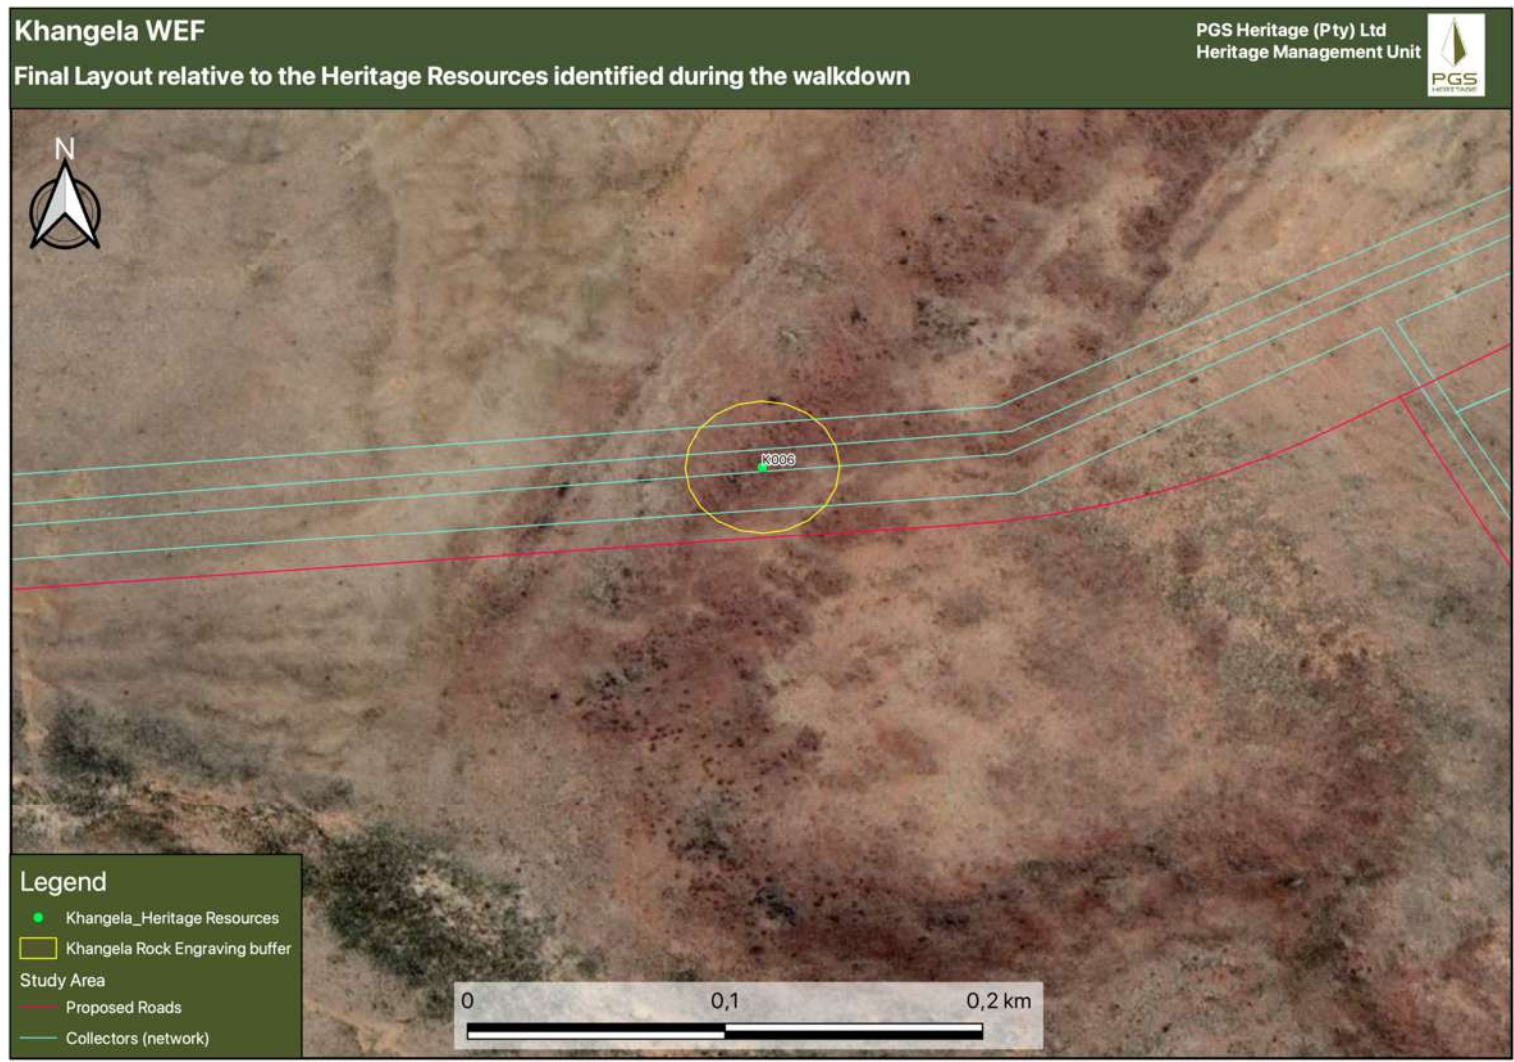 Khangela WEF
Final Layout relative to the Heritage Resources identified during the walkdown
PGS Heritage (Pty) Ltd
Heritage Management Unit
PGS
HERITAGE
N
K006
Legend
Khangela_Heritage Resources
Khangela Rock Engraving buffer
Study Area
Proposed Roads
Collectors (network)
0 0,1 0,2 km